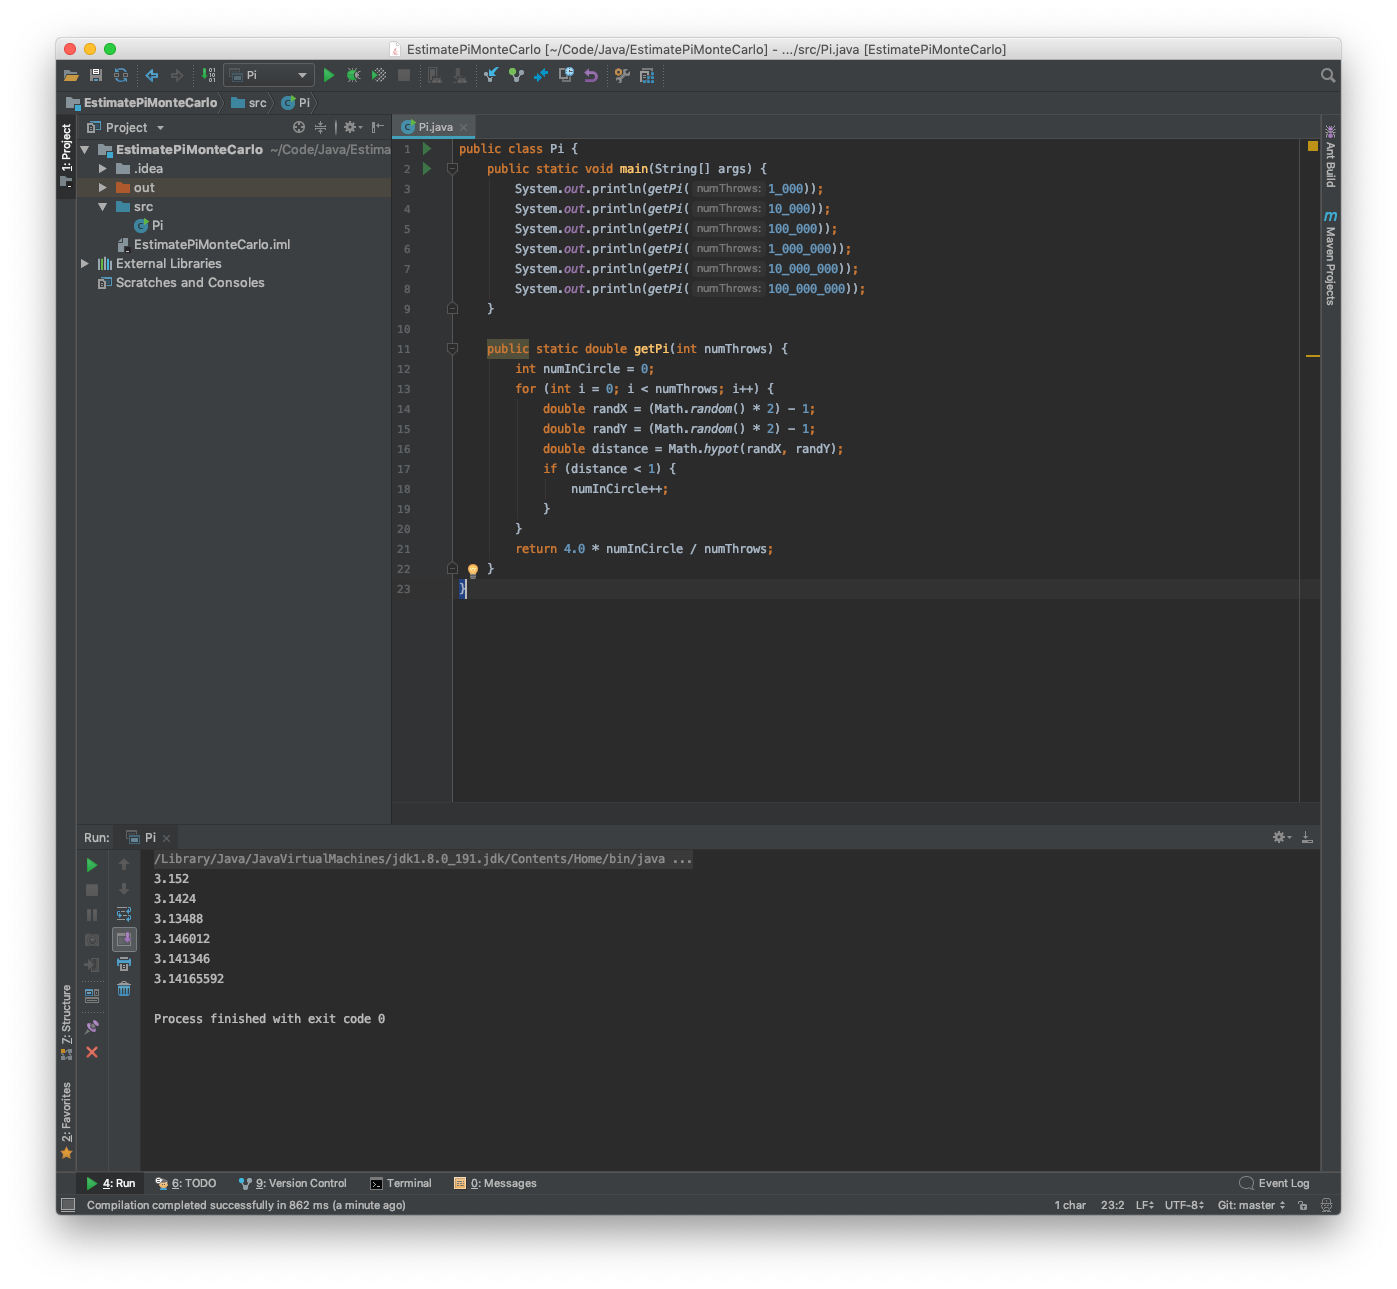 EstimatePiMonteCarlo [~/Code/Java/EstimatePiMonteCarlo] - .../src/Pi.java [EstimatePiMonteCarlo]
Pi
EstimatePiMonteCarlo src Pi
1: Project
Project
EstimatePiMonteCarlo ~/Code/Java/Estima
.idea
out
src
Pi
EstimatePiMonteCarlo.iml
External Libraries
Scratches and Consoles
Pi.java
1 public class Pi {
2 public static void main(String[] args) {
3 System.out.println(getPi( numThrows: 1_000));
4 System.out.println(getPi( numThrows: 10_000));
5 System.out.println(getPi( numThrows: 100_000));
6 System.out.println(getPi( numThrows: 1_000_000));
7 System.out.println(getPi( numThrows: 10_000_000));
8 System.out.println(getPi( numThrows: 100_000_000));
9 }
10
11 public static double getPi(int numThrows) {
12 int numInCircle = 0;
13 for (int i = 0; i < numThrows; i++) {
14 double randX = (Math.random() * 2) - 1;
15 double randY = (Math.random() * 2) - 1;
16 double distance = Math.hypot(randX, randY);
17 if (distance < 1) {
18 numInCircle++;
19 }
20 }
21 return 4.0 * numInCircle / numThrows;
22 }
23 }
Ant Build
m Maven Projects
Run: Pi
/Library/Java/JavaVirtualMachines/jdk1.8.0_191.jdk/Contents/Home/bin/java ...
3.152
3.1424
3.13488
3.146012
3.141346
3.14165592
Process finished with exit code 0
Z: Structure
2: Favorites
4: Run 6: TODO 9: Version Control Terminal 0: Messages Event Log
Compilation completed successfully in 862 ms (a minute ago) 1 char 23:2 LF UTF-8 Git: master